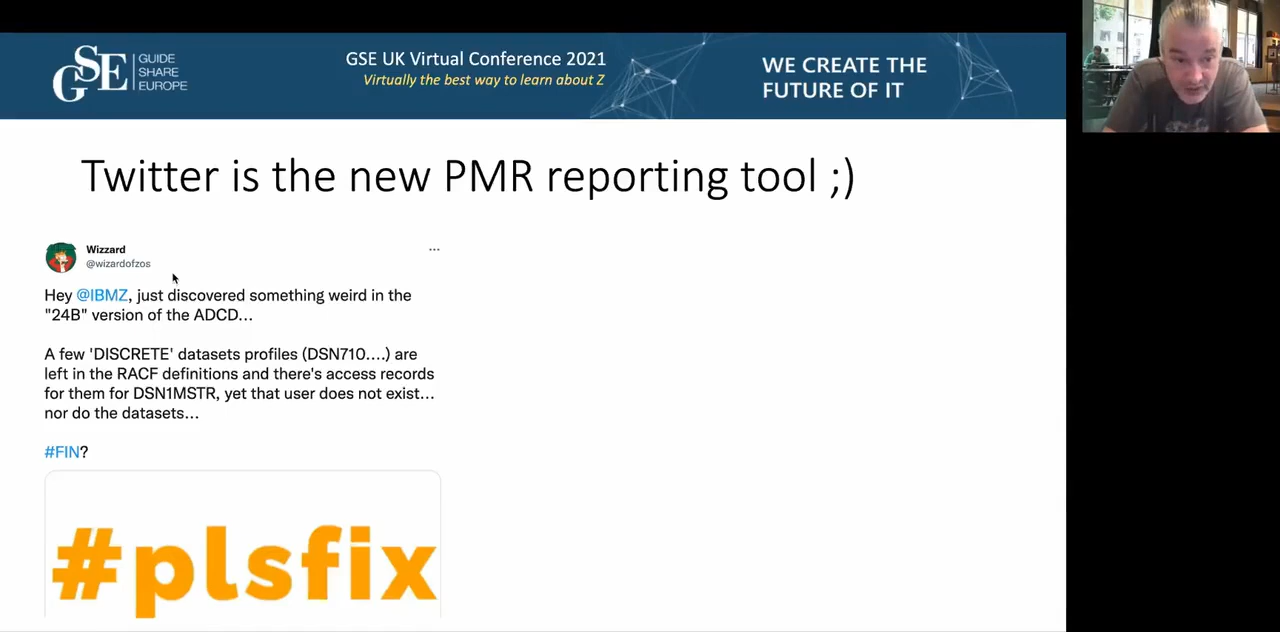 GSE
GUIDE
SHARE
EUROPE
GSE UK Virtual Conference 2021
Virtually the best way to learn about Z
WE CREATE THE
FUTURE OF IT
Twitter is the new PMR reporting tool ;)
Wizzard
@wizardofzos
Hey @IBMZ, just discovered something weird in the
"24B" version of the ADCD...
A few 'DISCRETE' datasets profiles (DSN710....) are
left in the RACF definitions and there's access records
for them for DSN1MSTR, yet that user does not exist...
nor do the datasets...
#FIN?
#plsfix